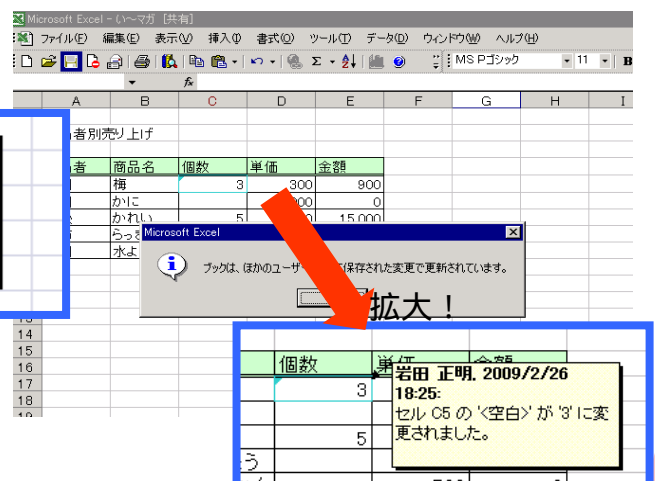 Microsoft Excel - い～マガ [共有]
ファイル(F) 編集(E) 表示(V) 挿入(I) 書式(O) ツール(T) データ(D) ウィンドウ(W) ヘルプ(H)
MS Pゴシック 11 B
fx
A B C D E F G H I
者別売り上げ
者 商品名 個数 単価 金額
梅 3 300 900
かに 0
かれい 5 15,000
らっき
水よ
Microsoft Excel
ブックは、ほかのユーザー て保存された変更で更新されています。
拡大！
14
15
16
17
18
個数 単価 金額
3
5
岩田 正明, 2009/2/26
18:25:
セル C5 の '<空白>' が '3' に変
更されました。